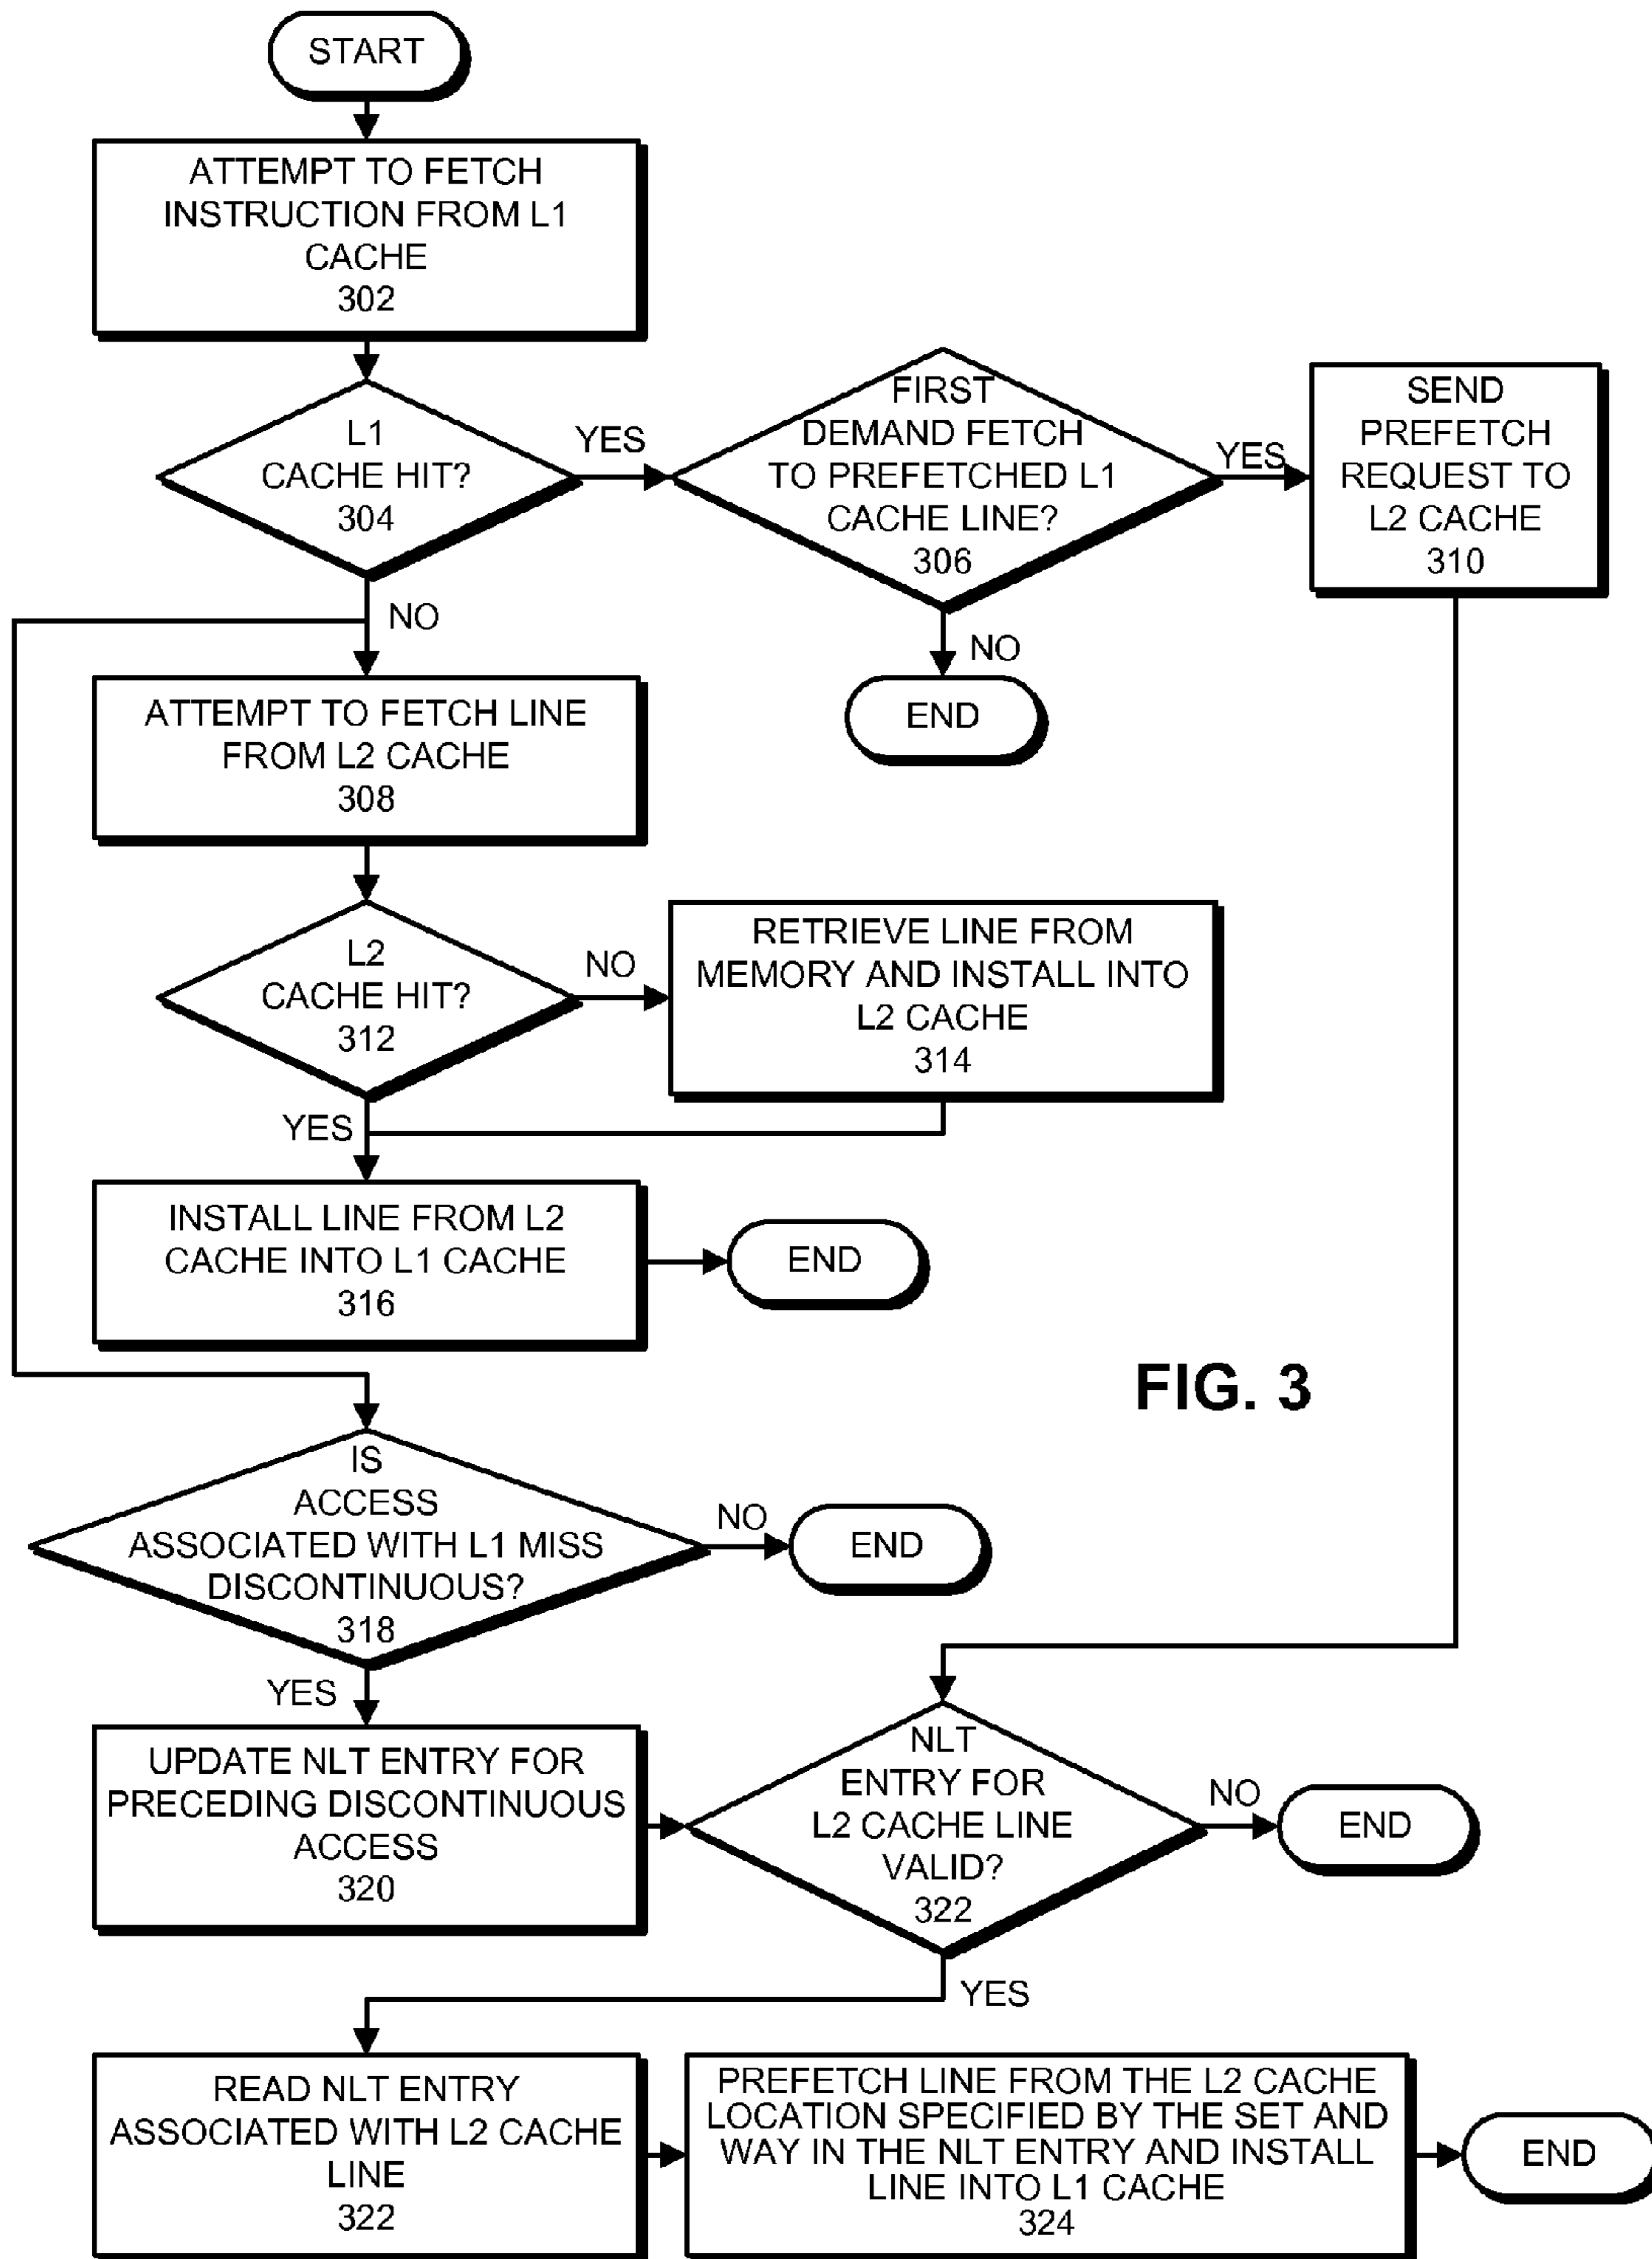 START
ATTEMPT TO FETCH
INSTRUCTION FROM L1
CACHE
302
L1
CACHE HIT?
304
YES
FIRST
DEMAND FETCH
TO PREFETCHED L1
CACHE LINE?
306
YES
SEND
PREFETCH
REQUEST TO
L2 CACHE
310
NO
NO
END
ATTEMPT TO FETCH LINE
FROM L2 CACHE
308
L2
CACHE HIT?
312
NO
RETRIEVE LINE FROM
MEMORY AND INSTALL INTO
L2 CACHE
314
YES
INSTALL LINE FROM L2
CACHE INTO L1 CACHE
316
END
FIG. 3
IS
ACCESS
ASSOCIATED WITH L1 MISS
DISCONTINUOUS?
318
NO
END
YES
UPDATE NLT ENTRY FOR
PRECEDING DISCONTINUOUS
ACCESS
320
NLT
ENTRY FOR
L2 CACHE LINE
VALID?
322
NO
END
YES
READ NLT ENTRY
ASSOCIATED WITH L2 CACHE
LINE
322
PREFETCH LINE FROM THE L2 CACHE
LOCATION SPECIFIED BY THE SET AND
WAY IN THE NLT ENTRY AND INSTALL
LINE INTO L1 CACHE
324
END